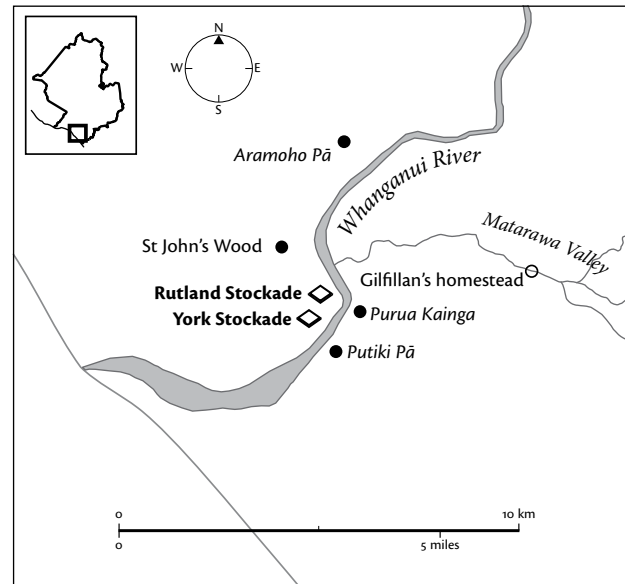 N
W
E
S
Aramoho Pā
Whanganui River
Matarawa Valley
St John's Wood
Gilfillan's homestead
Rutland Stockade
Purua Kainga
York Stockade
Putiki Pā
0
10 km
0
5 miles